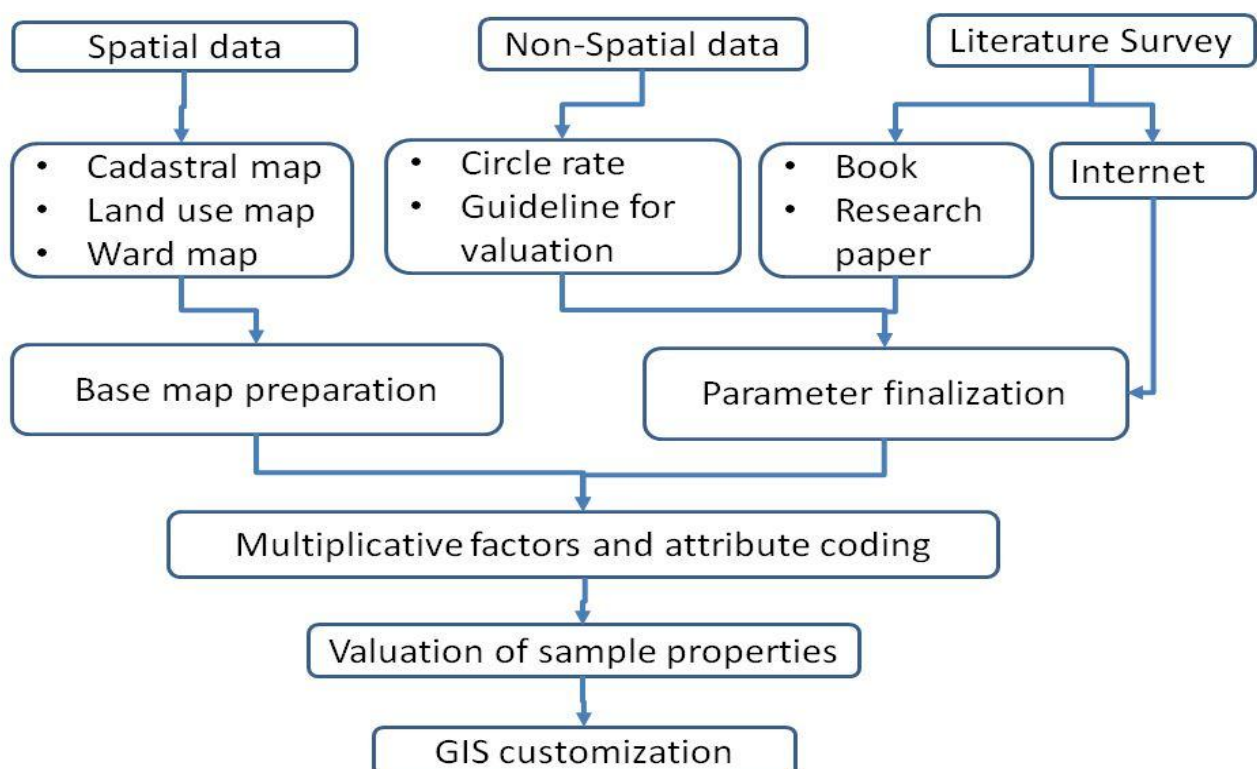 Spatial data
Non-Spatial data
Literature Survey
• Cadastral map
• Land use map
• Ward map
• Circle rate
• Guideline for
valuation
• Book
• Research
paper
Internet
Base map preparation
Parameter finalization
Multiplicative factors and attribute coding
Valuation of sample properties
GIS customization